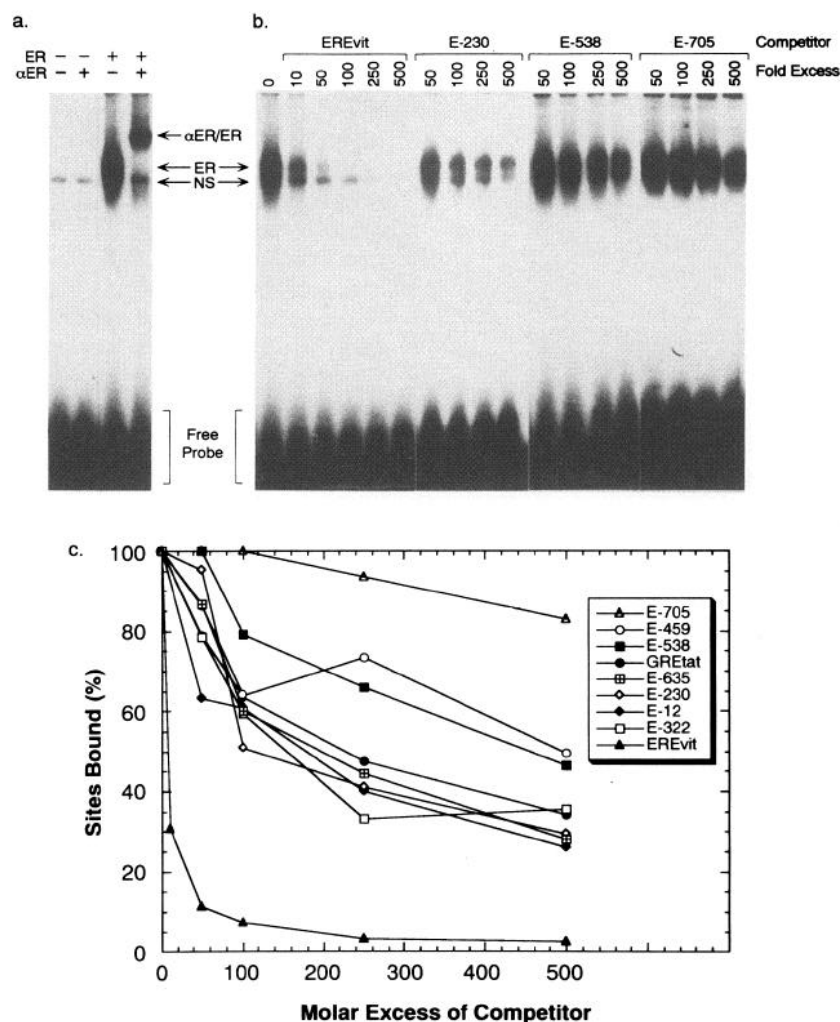 a.
ER − − + +
αER − + − +
αER/ER
ER
NS
Free
Probe
b.
EREvit E-230 E-538 E-705 Competitor
0 10 50 100 250 500 50 100 250 500 50 100 250 500 50 100 250 500 Fold Excess
c.
Sites Bound (%)
100
80
60
40
20
0
0 100 200 300 400 500
Molar Excess of Competitor
E-705
E-459
E-538
GREtat
E-635
E-230
E-12
E-322
EREvit